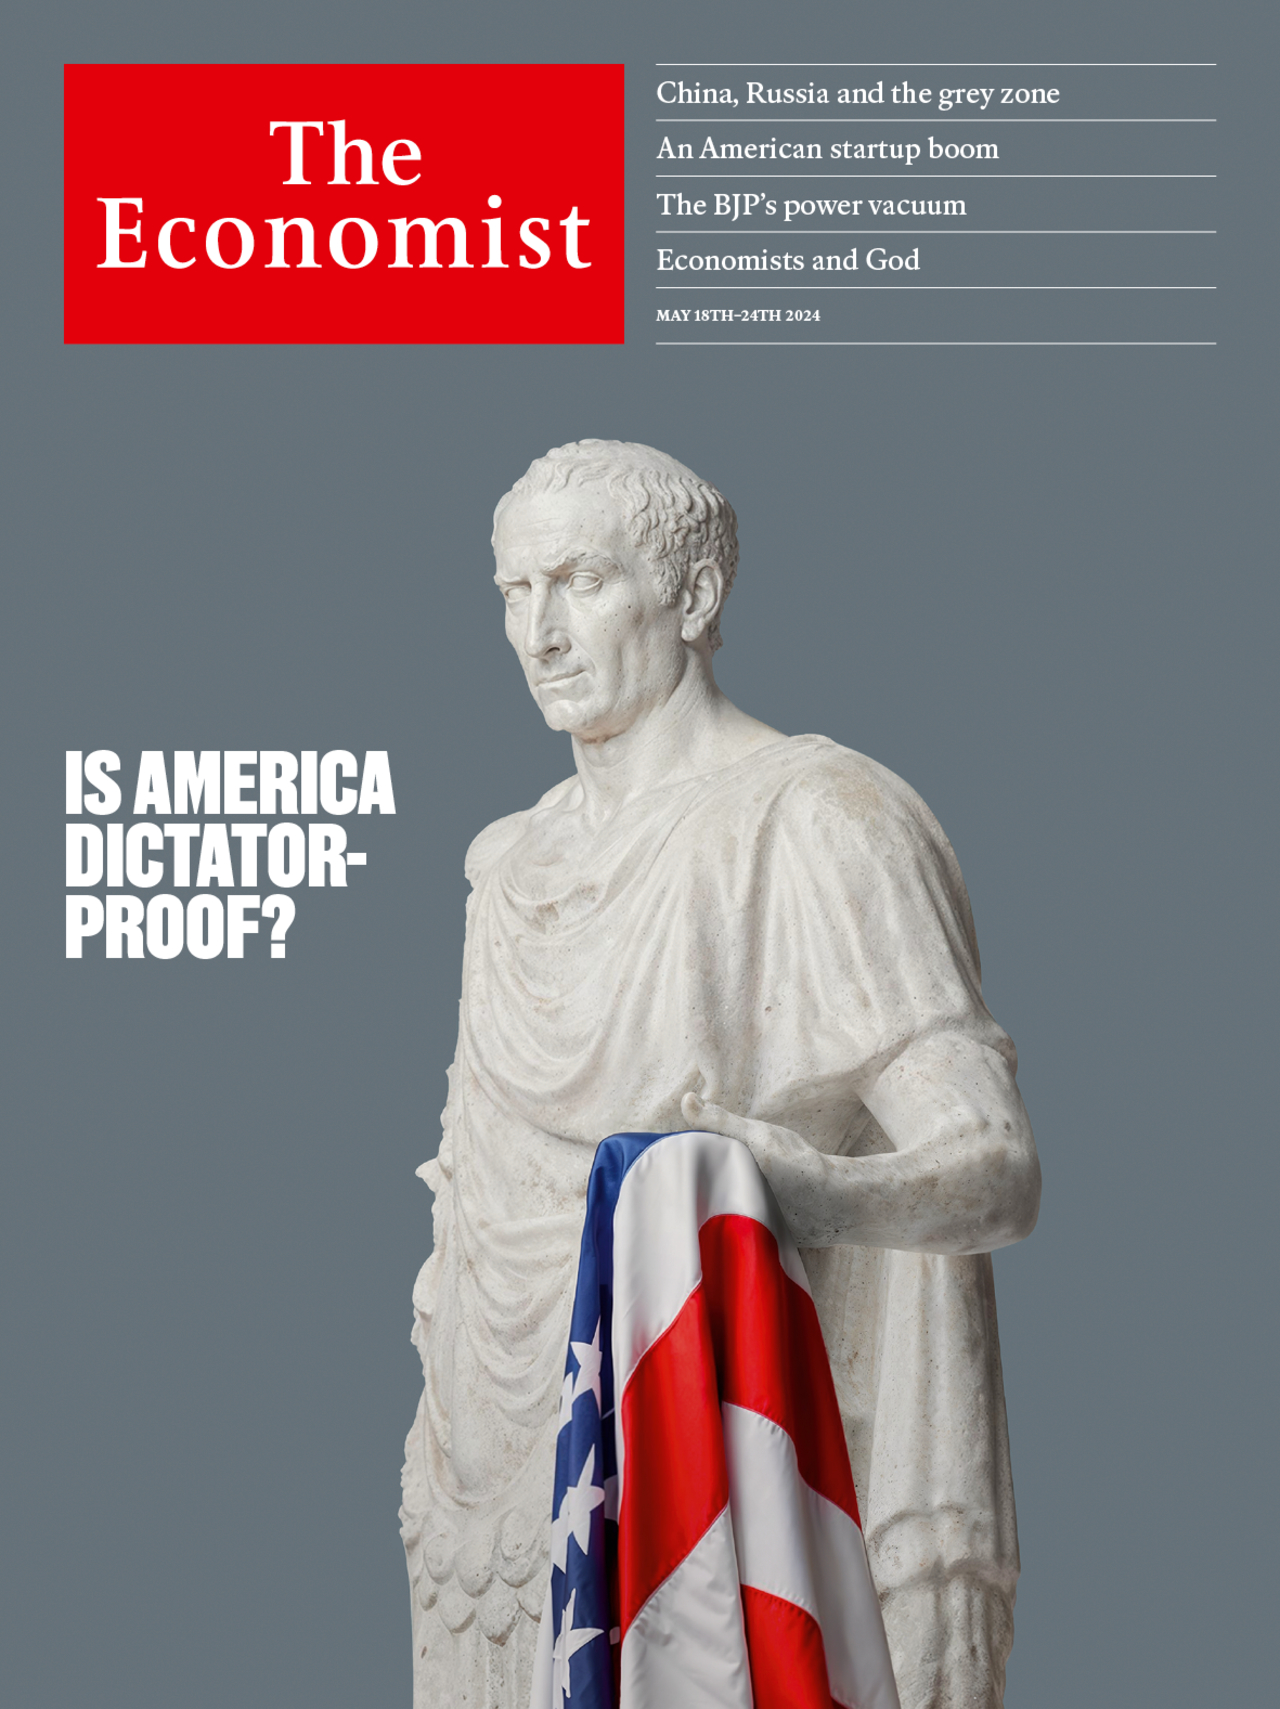 The
Economist
China, Russia and the grey zone
An American startup boom
The BJP’s power vacuum
Economists and God
MAY 18TH–24TH 2024
IS AMERICA
DICTATOR-
PROOF?